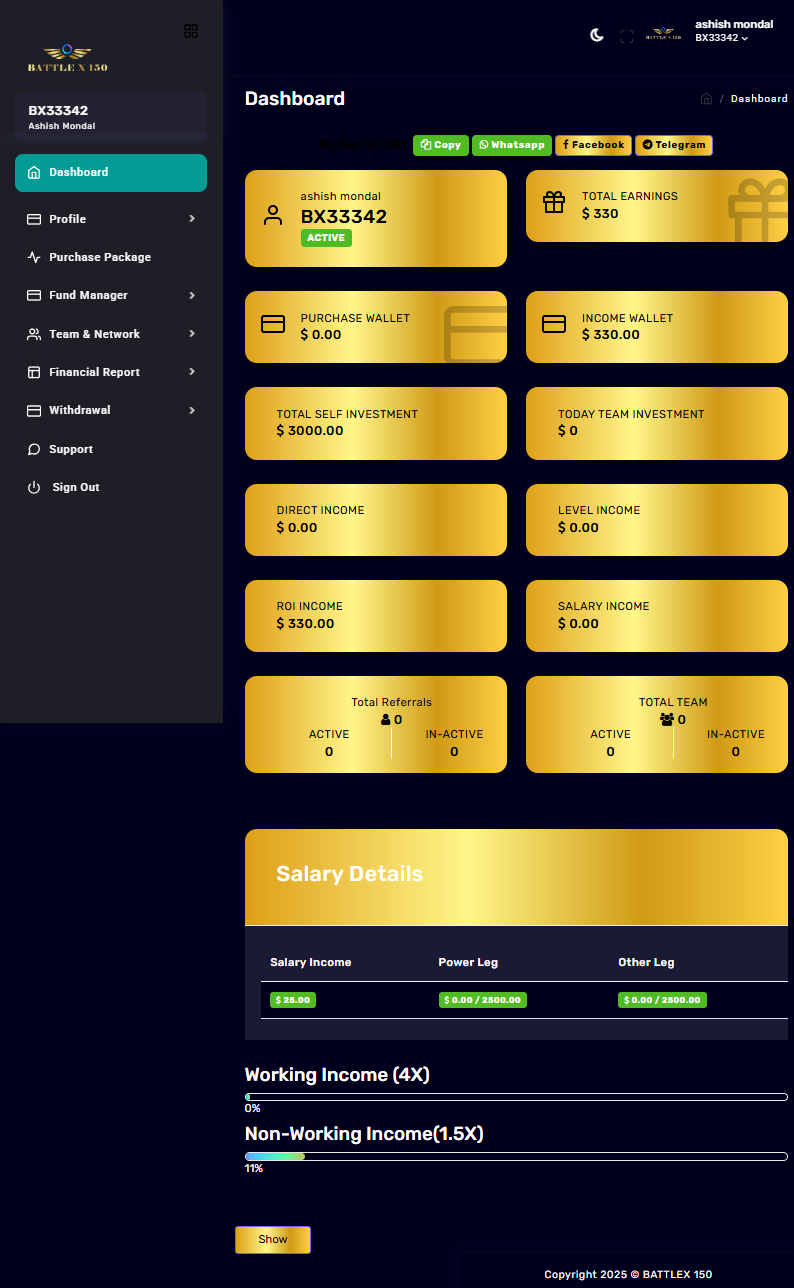 BATTLE X 150
ashish mondal
BX33342
BX33342
Ashish Mondal
Dashboard
Profile
Purchase Package
Fund Manager
Team & Network
Financial Report
Withdrawal
Support
Sign Out
Dashboard
/ Dashboard
Copy Whatsapp Facebook Telegram
ashish mondal
BX33342
ACTIVE
TOTAL EARNINGS
$ 330
PURCHASE WALLET
$ 0.00
INCOME WALLET
$ 330.00
TOTAL SELF INVESTMENT
$ 3000.00
TODAY TEAM INVESTMENT
$ 0
DIRECT INCOME
$ 0.00
LEVEL INCOME
$ 0.00
ROI INCOME
$ 330.00
SALARY INCOME
$ 0.00
Total Referrals
0
ACTIVE IN-ACTIVE
0 0
TOTAL TEAM
0
ACTIVE IN-ACTIVE
0 0
Salary Details
Salary Income Power Leg Other Leg
$ 25.00 $ 0.00 / 2500.00 $ 0.00 / 2500.00
Working Income (4X)
0%
Non-Working Income(1.5X)
11%
Show
Copyright 2025 © BATTLEX 150